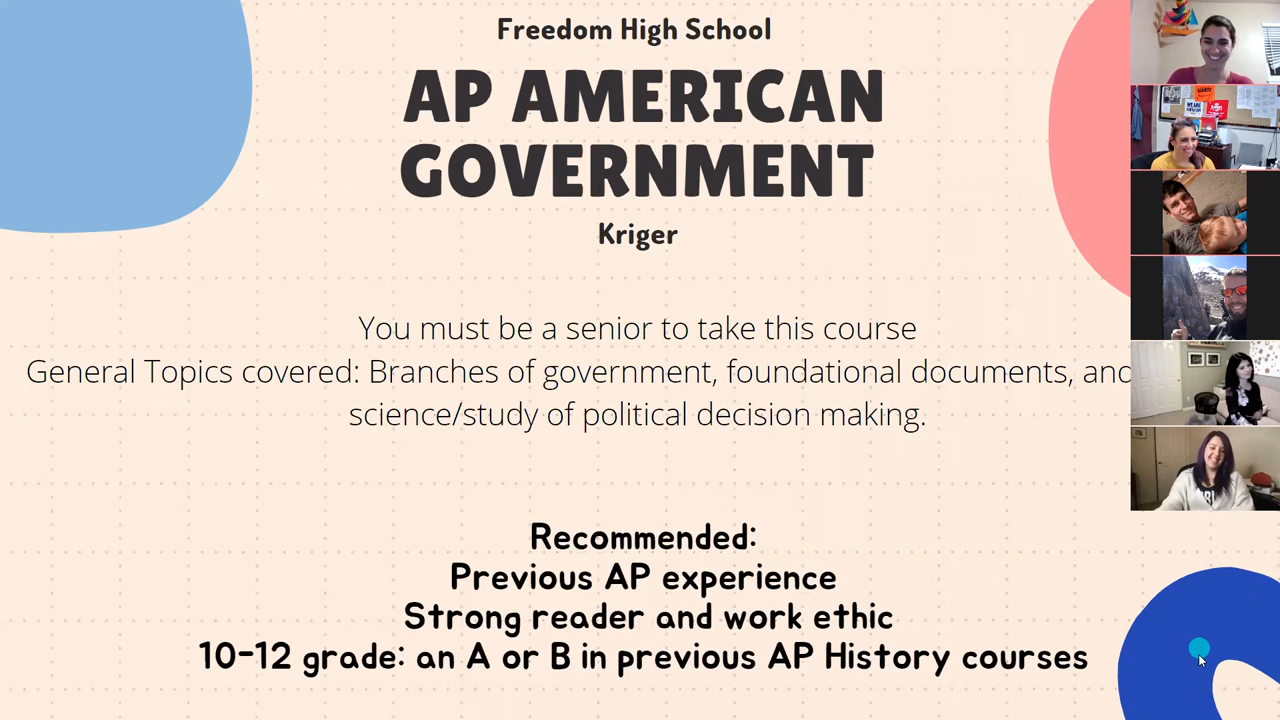 Freedom High School
AP AMERICAN
GOVERNMENT
Kriger
You must be a senior to take this course
General Topics covered: Branches of government, foundational documents, and
science/study of political decision making.
Recommended:
Previous AP experience
Strong reader and work ethic
10-12 grade: an A or B in previous AP History courses